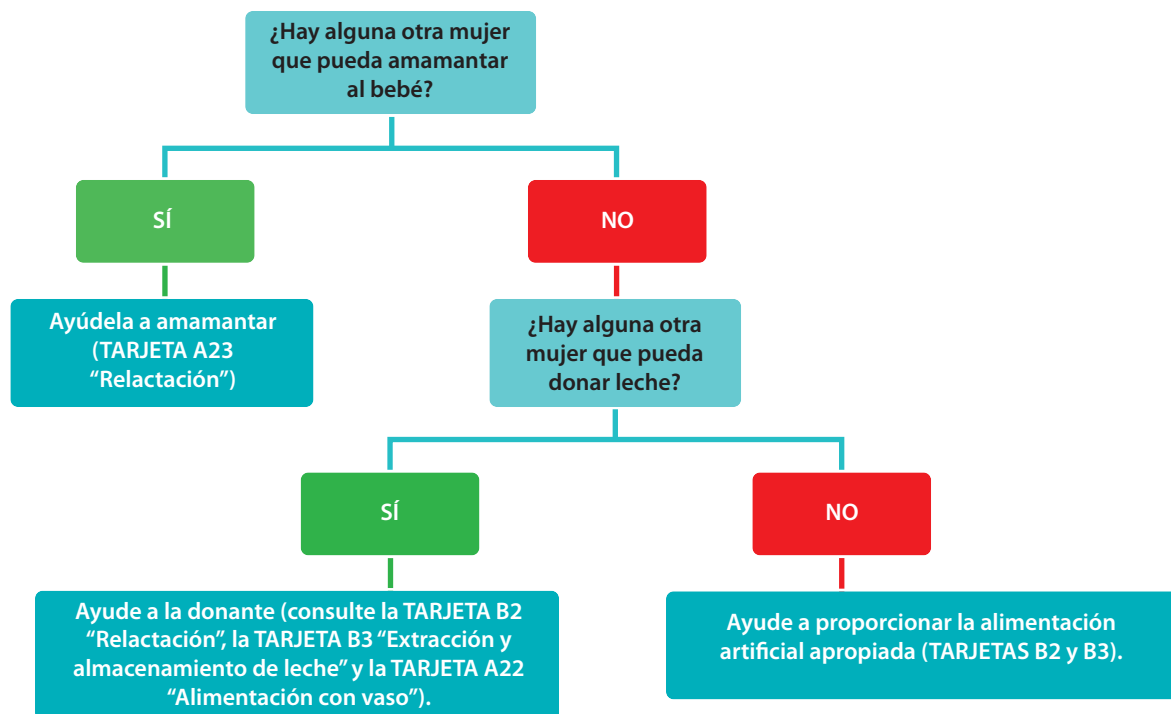 ¿Hay alguna otra mujer
que pueda amamantar
al bebé?
SÍ
NO
Ayúdela a amamantar
(TARJETA A23
“Relactación”)
¿Hay alguna otra
mujer que pueda
donar leche?
SÍ
NO
Ayude a la donante (consulte la TARJETA B2
“Relactación”, la TARJETA B3 “Extracción y
almacenamiento de leche” y la TARJETA A22
“Alimentación con vaso”).
Ayude a proporcionar la alimentación
artificial apropiada (TARJETAS B2 y B3).